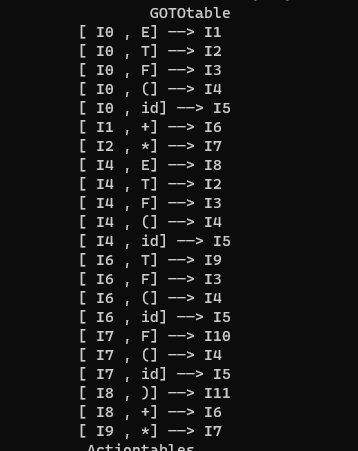 GOTOtable
[ I0 , E] ––> I1
[ I0 , T] ––> I2
[ I0 , F] ––> I3
[ I0 , (] ––> I4
[ I0 , id] ––> I5
[ I1 , +] ––> I6
[ I2 , *] ––> I7
[ I4 , E] ––> I8
[ I4 , T] ––> I2
[ I4 , F] ––> I3
[ I4 , (] ––> I4
[ I4 , id] ––> I5
[ I6 , T] ––> I9
[ I6 , F] ––> I3
[ I6 , (] ––> I4
[ I6 , id] ––> I5
[ I7 , F] ––> I10
[ I7 , (] ––> I4
[ I7 , id] ––> I5
[ I8 , )] ––> I11
[ I8 , +] ––> I6
[ I9 , *] ––> I7
Actiontables